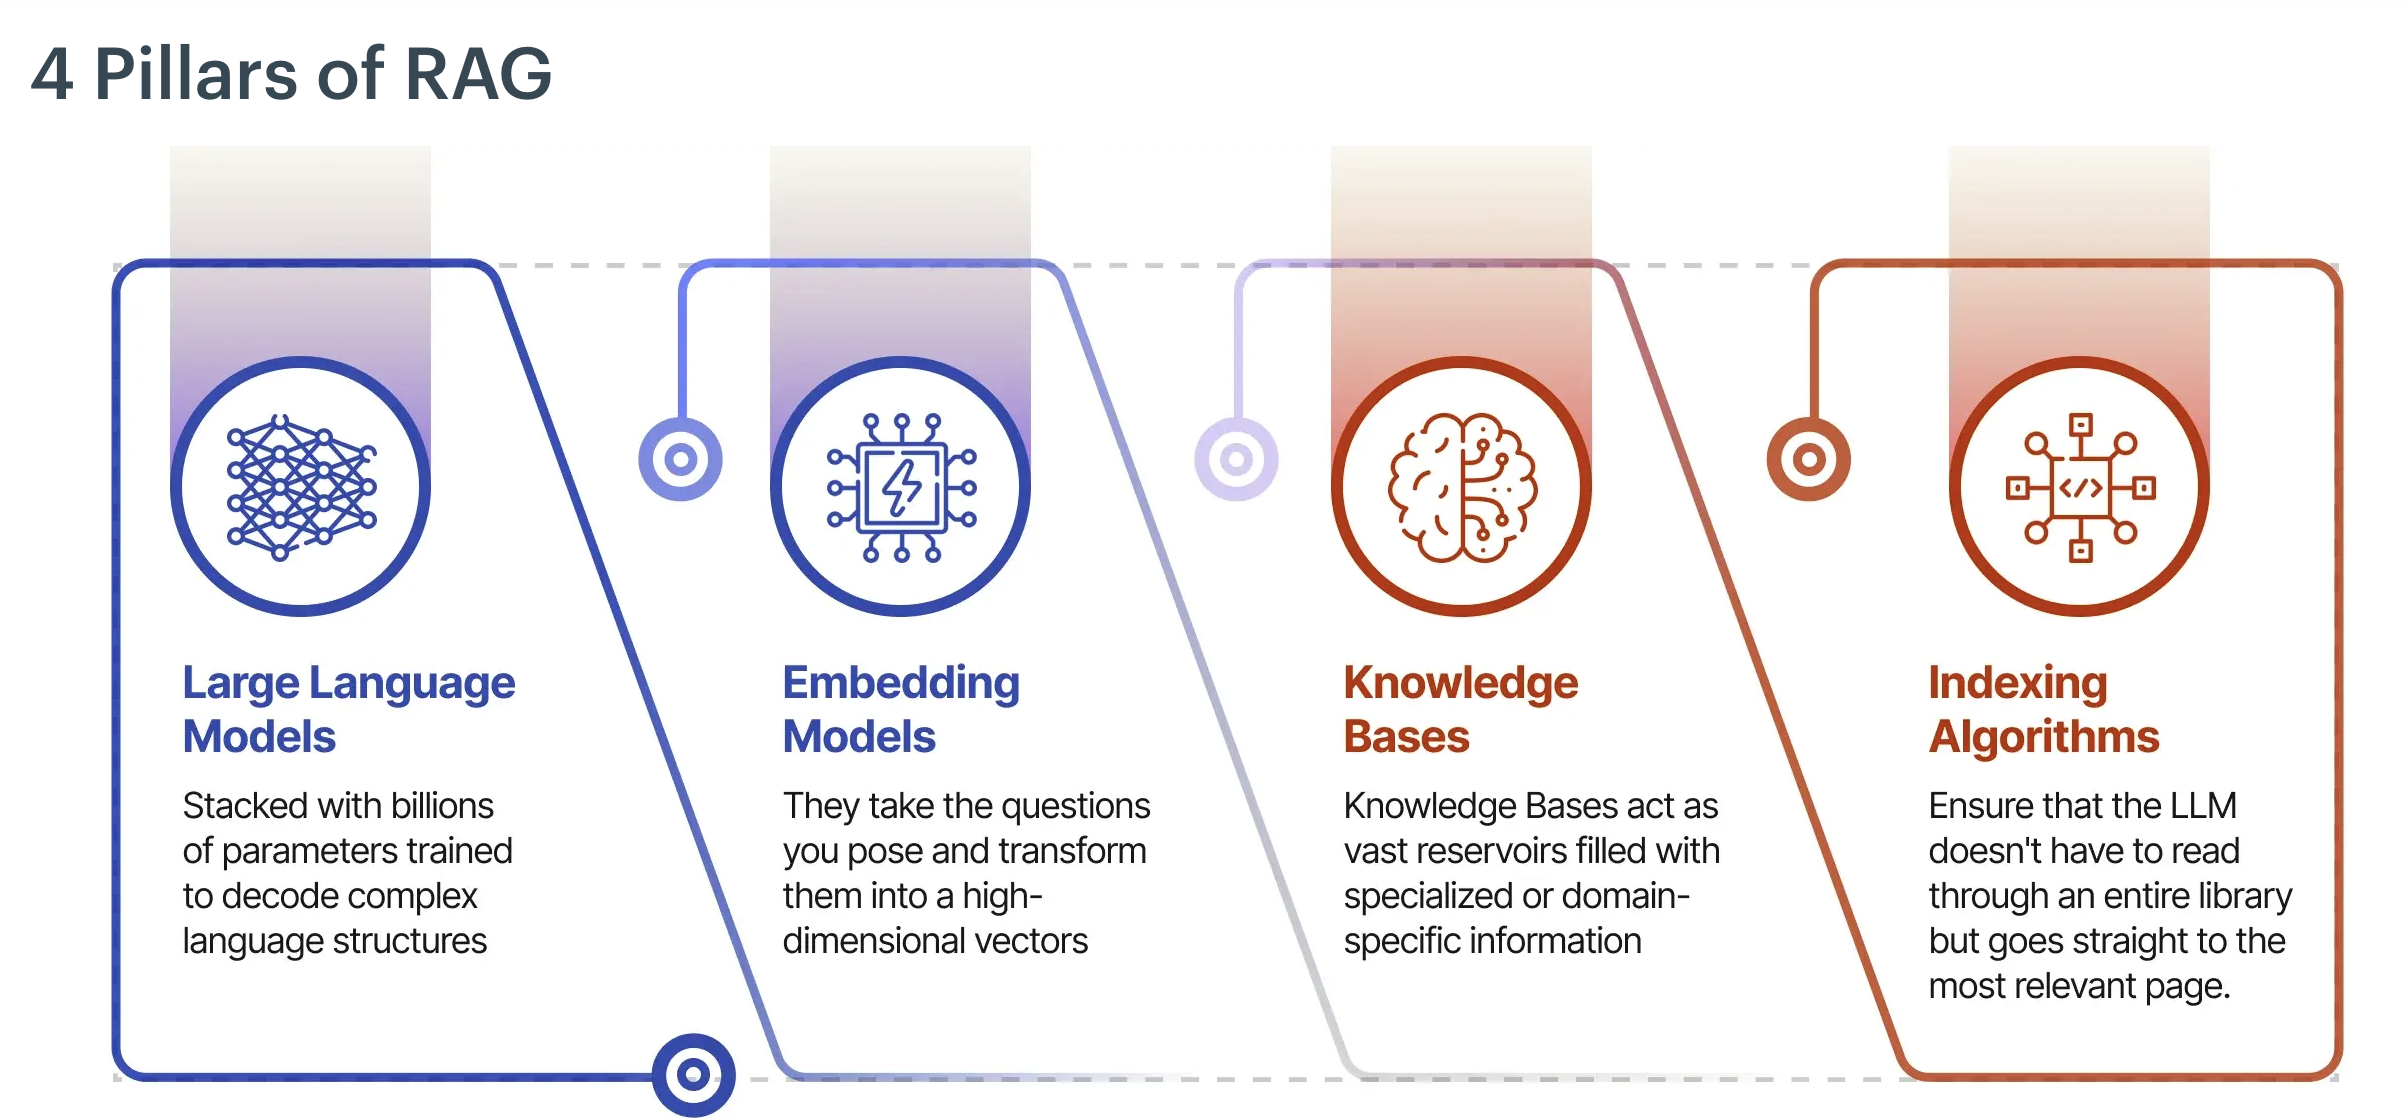 4 Pillars of RAG
Large Language
Models
Stacked with billions
of parameters trained
to decode complex
language structures
Embedding
Models
They take the questions
you pose and transform
them into a high-
dimensional vectors
Knowledge
Bases
Knowledge Bases act as
vast reservoirs filled with
specialized or domain-
specific information
Indexing
Algorithms
Ensure that the LLM
doesn't have to read
through an entire library
but goes straight to the
most relevant page.